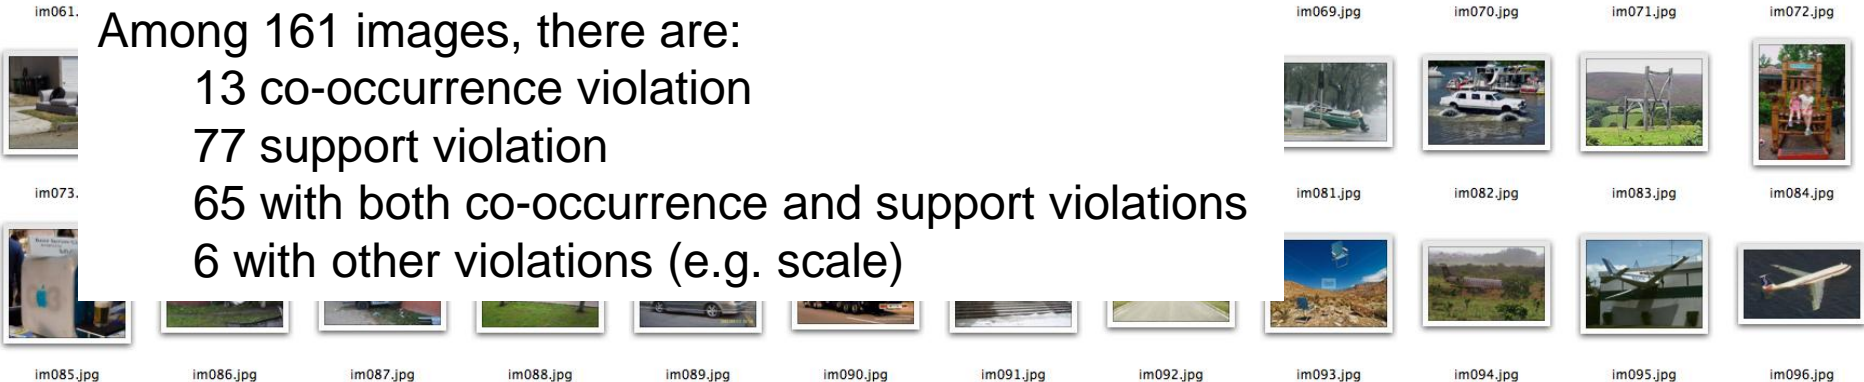 im061.
Among 161 images, there are:
13 co-occurrence violation
77 support violation
65 with both co-occurrence and support violations
6 with other violations (e.g. scale)
im069.jpg im070.jpg im071.jpg im072.jpg
im073.
im081.jpg im082.jpg im083.jpg im084.jpg
im085.jpg im086.jpg im087.jpg im088.jpg im089.jpg im090.jpg im091.jpg im092.jpg im093.jpg im094.jpg im095.jpg im096.jpg